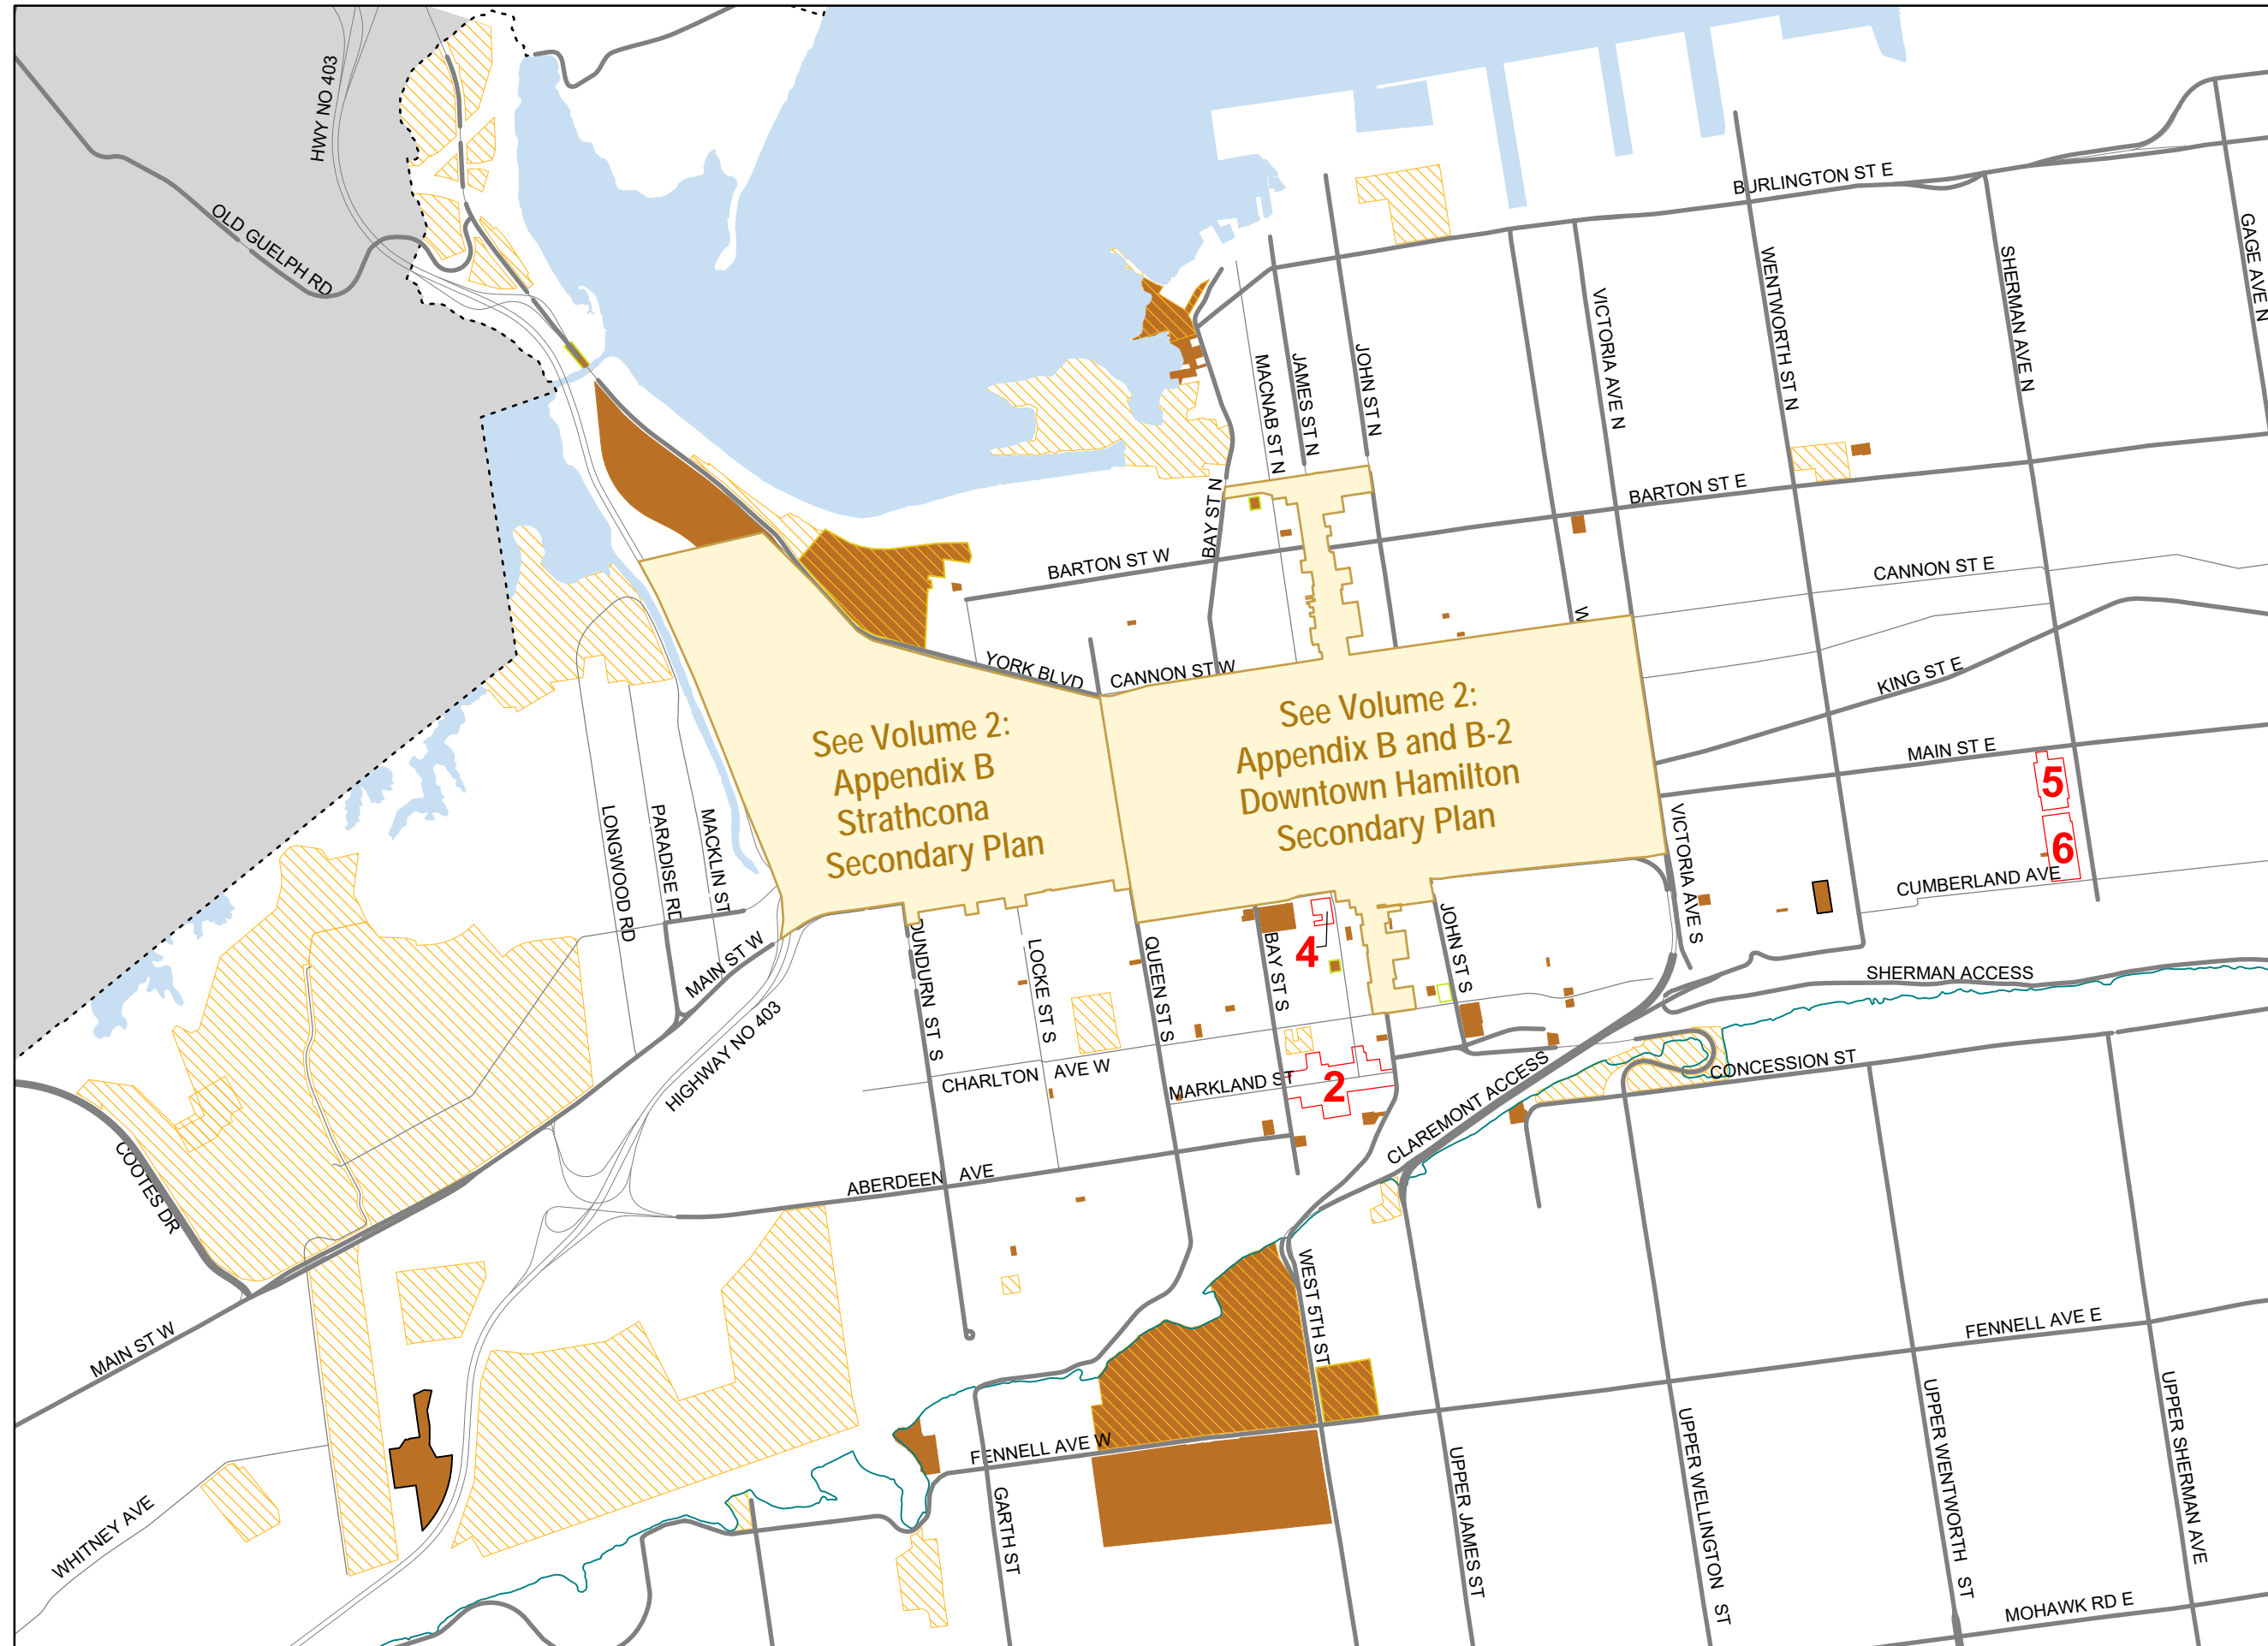 HWY NO 403
OLD GUELPH RD
BURLINGTON ST E
GAGE AVE N
SHERMAN AVE N
WENTWORTH ST N
VICTORIA AVE N
JOHN ST N
JAMES ST N
MACNAB ST N
BAY ST N
BARTON ST E
BARTON ST W
CANNON ST E
W
YORK BLVD
CANNON ST W
KING ST E
MAIN ST E
See Volume 2:
Appendix B
Strathcona
Secondary Plan
See Volume 2:
Appendix B and B-2
Downtown Hamilton
Secondary Plan
5
6
LONGWOOD RD
PARADISE RD
MACKLIN ST
VICTORIA AVE S
CUMBERLAND AVE
MAIN ST W
DUNDURN ST S
LOCKE ST S
QUEEN ST S
BAY ST S
4
JOHN ST S
SHERMAN ACCESS
HIGHWAY NO 403
CHARLTON AVE W
MARKLAND ST
2
CLAREMONT ACCESS
CONCESSION ST
COOTES DR
ABERDEEN AVE
WEST 5TH ST
MAIN ST W
FENNELL AVE E
FENNELL AVE W
WHITNEY AVE
GARTH ST
UPPER JAMES ST
UPPER WELLINGTON ST
UPPER WENTWORTH ST
UPPER SHERMAN AVE
MOHAWK RD E